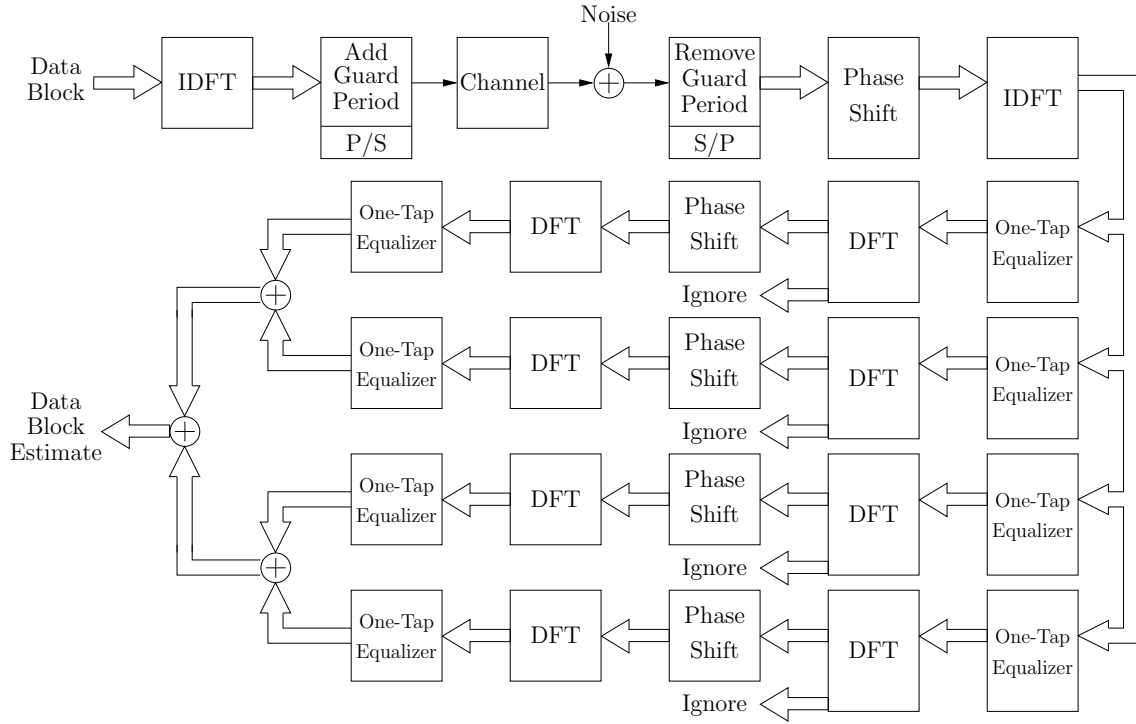 Noise
Data
Block
IDFT
Add
Guard
Period
P/S
Channel
+
Remove
Guard
Period
S/P
Phase
Shift
IDFT
One-Tap
Equalizer
DFT
Phase
Shift
DFT
One-Tap
Equalizer
Ignore
+
One-Tap
Equalizer
DFT
Phase
Shift
DFT
One-Tap
Equalizer
Ignore
Data
Block
Estimate
+
One-Tap
Equalizer
DFT
Phase
Shift
DFT
One-Tap
Equalizer
Ignore
+
One-Tap
Equalizer
DFT
Phase
Shift
DFT
One-Tap
Equalizer
Ignore